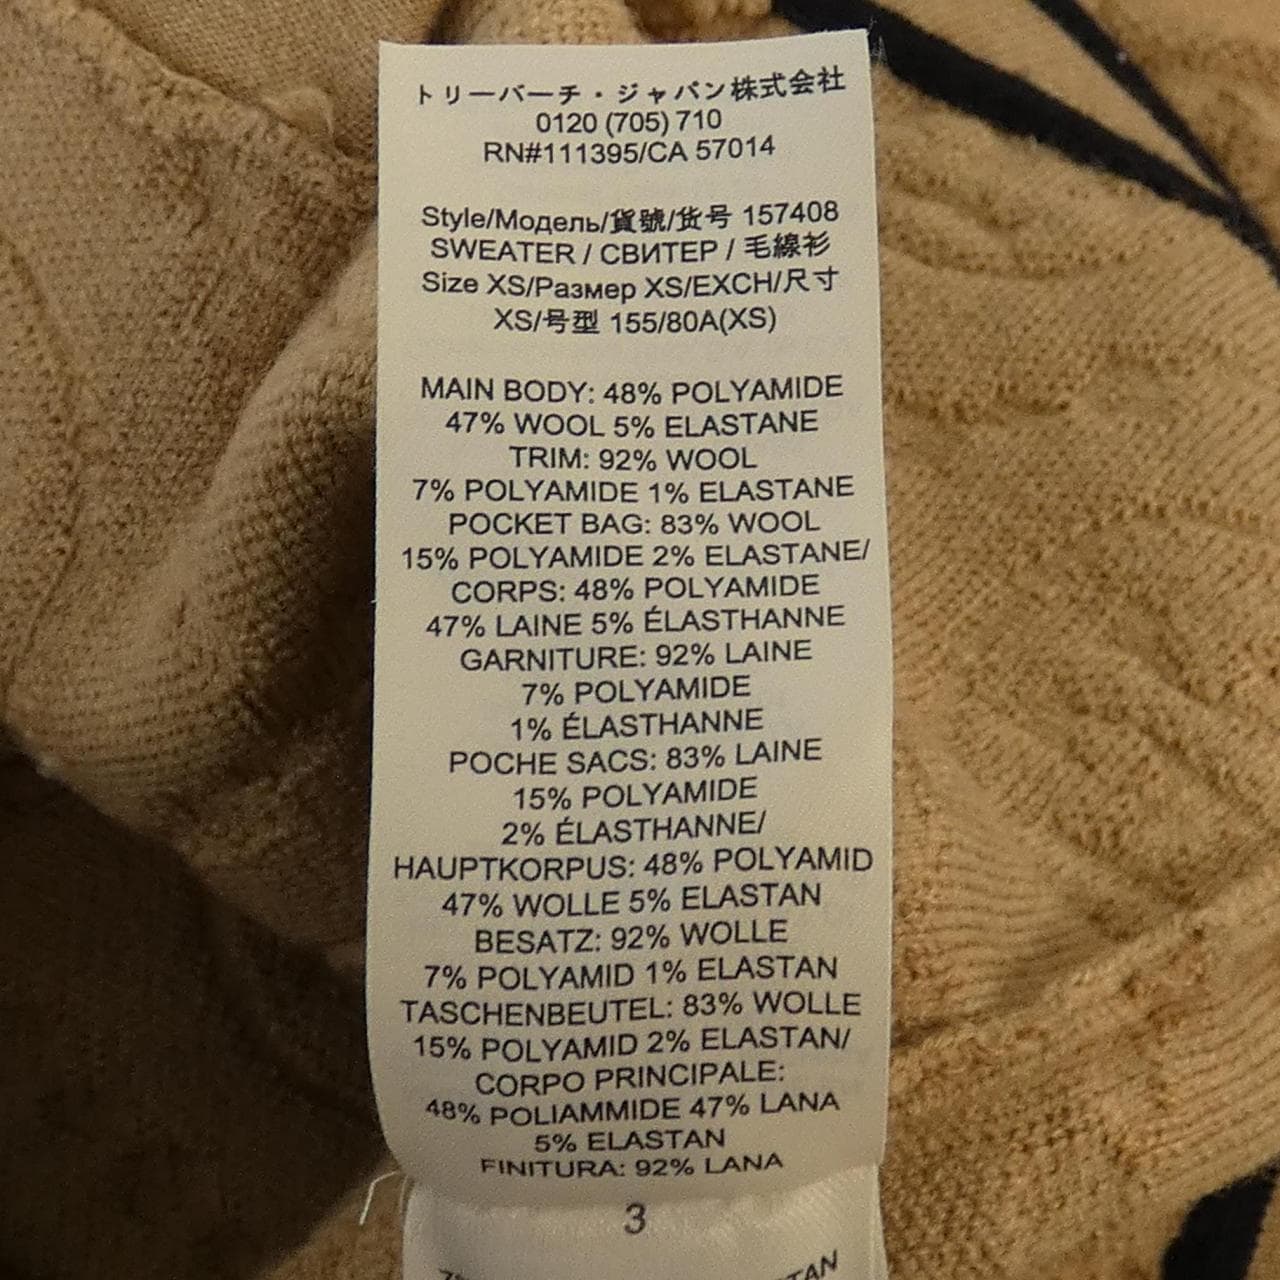 トリーバーチ・ジャパン株式会社
0120 (705) 710
RN#111395/CA 57014
Style/Модель/貨號/货号 157408
SWEATER / СВИТЕР / 毛線衫
Size XS/Размер XS/EXCH/尺寸
XS/号型 155/80A(XS)
MAIN BODY: 48% POLYAMIDE
47% WOOL 5% ELASTANE
TRIM: 92% WOOL
7% POLYAMIDE 1% ELASTANE
POCKET BAG: 83% WOOL
15% POLYAMIDE 2% ELASTANE/
CORPS: 48% POLYAMIDE
47% LAINE 5% ÉLASTHANNE
GARNITURE: 92% LAINE
7% POLYAMIDE
1% ÉLASTHANNE
POCHE SACS: 83% LAINE
15% POLYAMIDE
2% ÉLASTHANNE/
HAUPTKORPUS: 48% POLYAMID
47% WOLLE 5% ELASTAN
BESATZ: 92% WOLLE
7% POLYAMID 1% ELASTAN
TASCHENBEUTEL: 83% WOLLE
15% POLYAMID 2% ELASTAN/
CORPO PRINCIPALE:
48% POLIAMMIDE 47% LANA
5% ELASTAN
FINITURA: 92% LANA
3